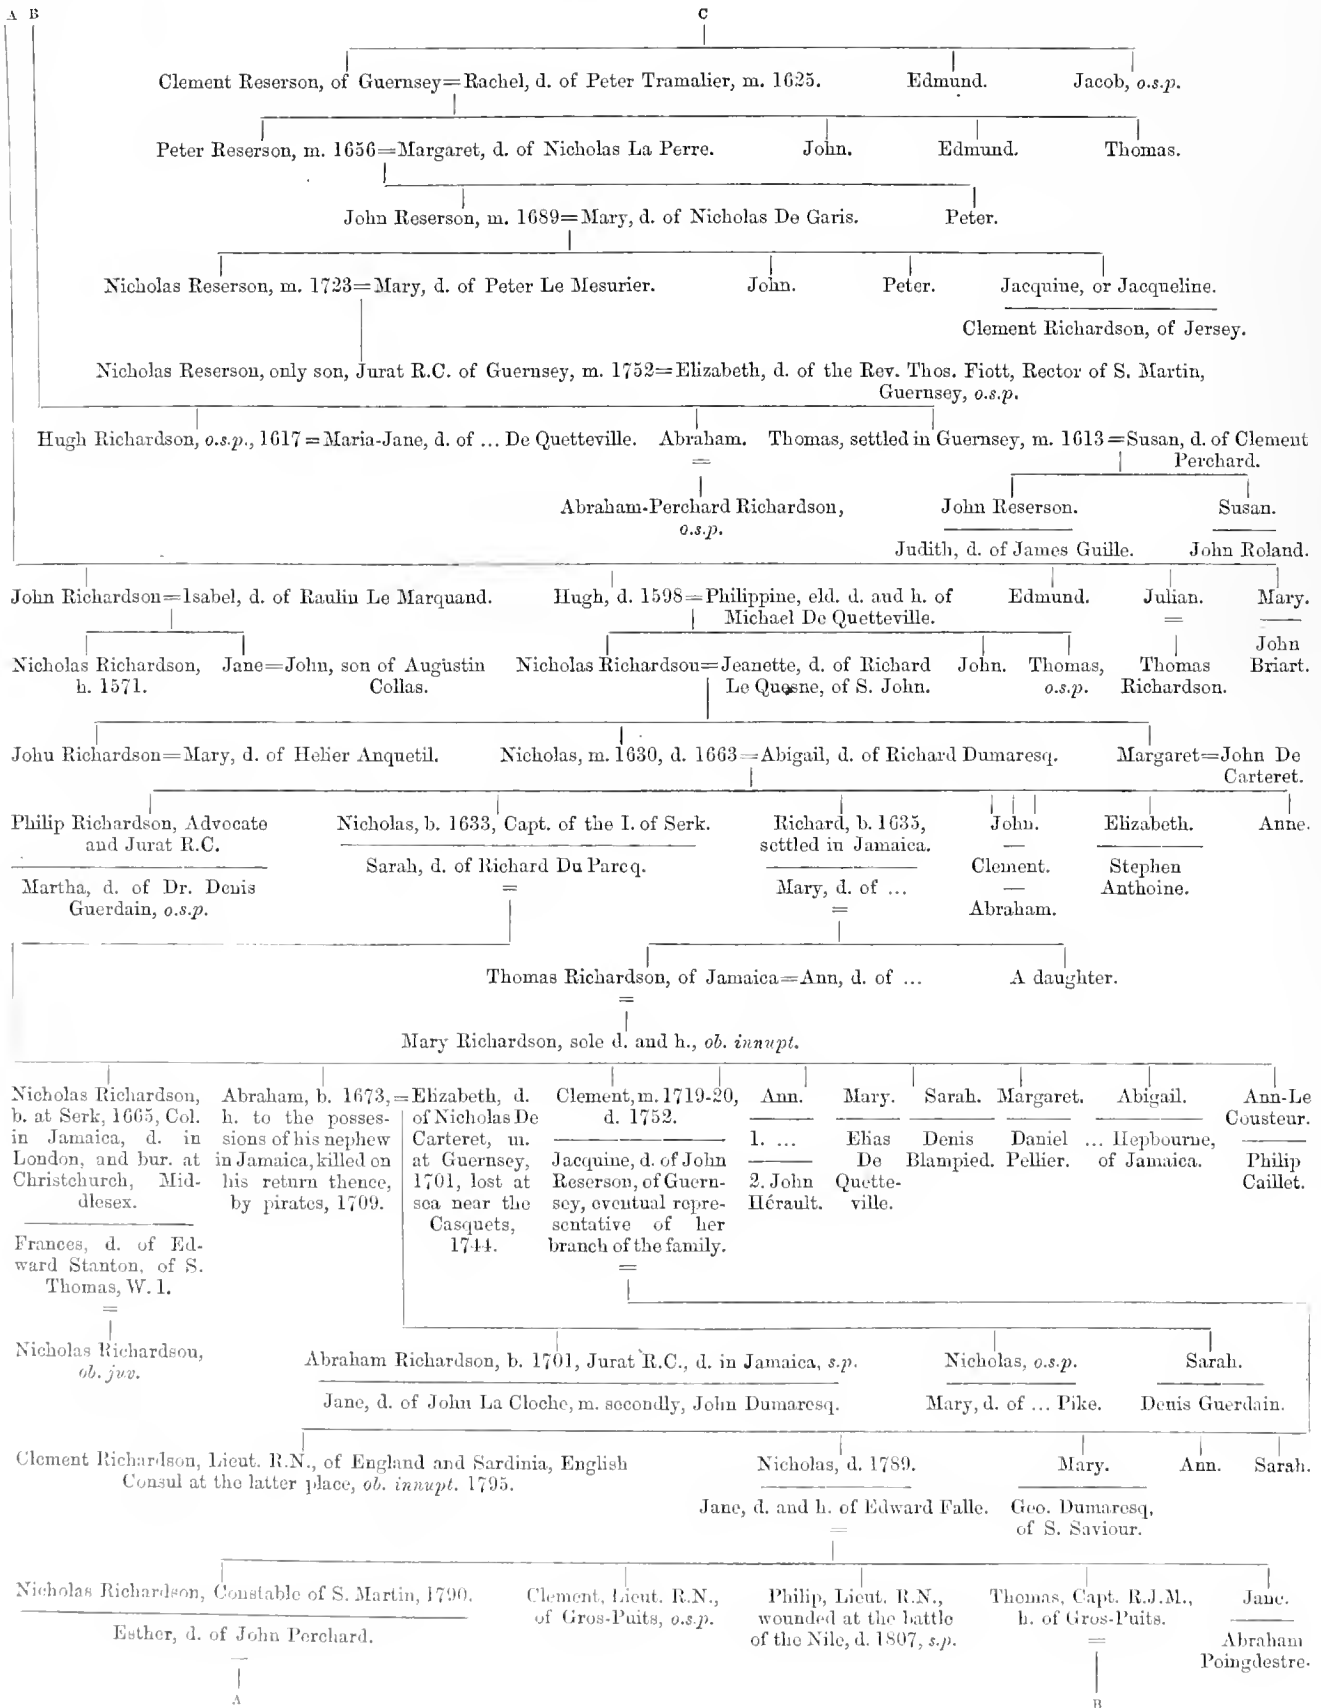 A B C
Clement Reserson, of Guernsey=Rachel, d. of Peter Tramalier, m. 1625. Edmund. Jacob, o.s.p.
Peter Reserson, m. 1656=Margaret, d. of Nicholas La Perre. John. Edmund. Thomas.
John Reserson, m. 1689=Mary, d. of Nicholas De Garis. Peter.
Nicholas Reserson, m. 1723=Mary, d. of Peter Le Mesurier. John. Peter. Jacquine, or Jacqueline.
Clement Richardson, of Jersey.
Nicholas Reserson, only son, Jurat R.C. of Guernsey, m. 1752=Elizabeth, d. of the Rev. Thos. Fiott, Rector of S. Martin,
Guernsey, o.s.p.
Hugh Richardson, o.s.p., 1617=Maria-Jane, d. of ... De Quetteville. Abraham. Thomas, settled in Guernsey, m. 1613=Susan, d. of Clement
= Perchard.
Abraham-Perchard Richardson, John Reserson. Susan.
o.s.p.
Judith, d. of James Guille. John Roland.
John Richardson=Isabel, d. of Raulin Le Marquand. Hugh, d. 1598=Philippine, eld. d. and h. of Edmund. Julian. Mary.
Michael De Quetteville. =
John
Nicholas Richardson, Jane=John, son of Augustin Nicholas Richardson=Jeanette, d. of Richard John. Thomas, Thomas Briart.
h. 1571. Collas. Le Quesne, of S. John. o.s.p. Richardson.
John Richardson=Mary, d. of Helier Anquetil. Nicholas, m. 1630, d. 1663=Abigail, d. of Richard Dumaresq. Margaret=John De
Carteret.
Philip Richardson, Advocate Nicholas, b. 1633, Capt. of the I. of Serk. Richard, b. 1635, John. Elizabeth. Anne.
and Jurat R.C. settled in Jamaica.
Sarah, d. of Richard Du Parcq. Clement. Stephen
Martha, d. of Dr. Denis = Mary, d. of ... Anthoine.
Guerdain, o.s.p. = Abraham.
Thomas Richardson, of Jamaica=Ann, d. of ... A daughter.
=
Mary Richardson, sole d. and h., ob. innupt.
Nicholas Richardson, Abraham, b. 1673,=Elizabeth, d. Clement, m. 1719-20, Ann. Mary. Sarah. Margaret. Abigail. Ann-Le
b. at Serk, 1665, Col. h. to the posses- of Nicholas De d. 1752. Cousteur.
in Jamaica, d. in sions of his nephew Carteret, m. 1. ... Elias Denis Daniel ... Hepbourne,
London, and bur. at in Jamaica, killed on at Guernsey, Jacquine, d. of John De Blampied. Pellier. of Jamaica. Philip
Christchurch, Mid- his return thence, 1701, lost at Reserson, of Guern- 2. John Quette- Caillet.
dlesex. by pirates, 1709. sea near the sey, eventual repre- Hérault. ville.
Casquets, sentative of her
Frances, d. of Ed- 1744. branch of the family.
ward Stanton, of S. =
Thomas, W. I.
=
Nicholas Richardson, Abraham Richardson, b. 1701, Jurat R.C., d. in Jamaica, s.p. Nicholas, o.s.p. Sarah.
ob. juv.
Jane, d. of John La Cloche, m. secondly, John Dumaresq. Mary, d. of ... Pike. Denis Guerdain.
Clement Richardson, Lieut. R.N., of England and Sardinia, English Nicholas, d. 1789. Mary. Ann. Sarah.
Consul at the latter place, ob. innupt. 1795.
Jane, d. and h. of Edward Falle. Geo. Dumaresq,
= of S. Saviour.
Nicholas Richardson, Constable of S. Martin, 1790. Clement, Lieut. R.N., Philip, Lieut. R.N., Thomas, Capt. R.J.M., Jane.
of Gros-Puits, o.s.p. wounded at the battle h. of Gros-Puits.
Esther, d. of John Perchard. of the Nile, d. 1807, s.p. = Abraham
Poingdestre.
A B